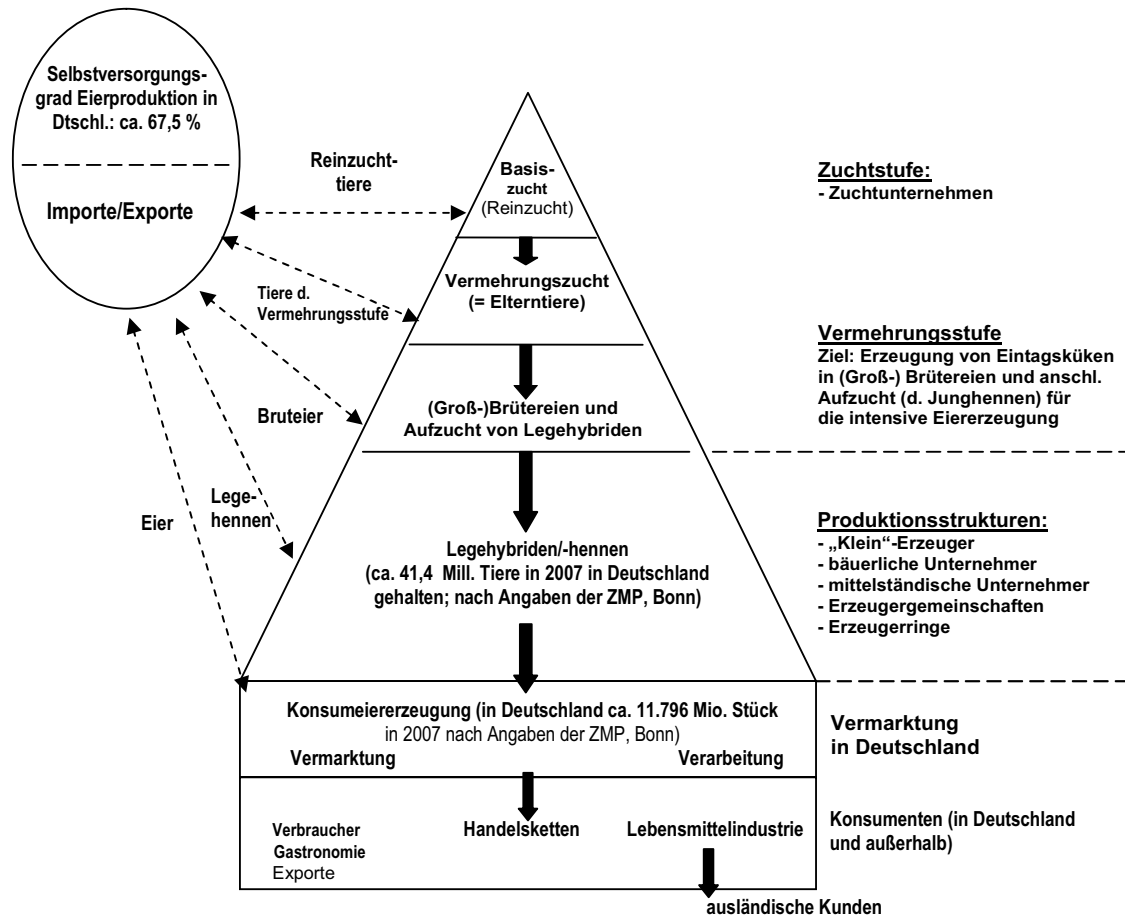 Selbstversorgungs-
grad Eierproduktion in
Dtschl.: ca. 67,5 %
Importe/Exporte
Reinzucht-
tiere
Tiere d.
Vermehrungsstufe
Bruteier
Lege-
hennen
Eier
Basis-
zucht
(Reinzucht)
Vermehrungszucht
(= Elterntiere)
(Groß-)Brütereien und
Aufzucht von Legehybriden
Legehybriden/-hennen
(ca. 41,4 Mill. Tiere in 2007 in Deutschland
gehalten; nach Angaben der ZMP, Bonn)
Konsumeiererzeugung (in Deutschland ca. 11.796 Mio. Stück
in 2007 nach Angaben der ZMP, Bonn)
Vermarktung
Verarbeitung
Verbraucher
Gastronomie
Exporte
Handelsketten
Lebensmittelindustrie
ausländische Kunden
Zuchtstufe:
- Zuchtunternehmen
Vermehrungsstufe
Ziel: Erzeugung von Eintagsküken
in (Groß-) Brütereien und anschl.
Aufzucht (d. Junghennen) für
die intensive Eiererzeugung
Produktionsstrukturen:
- „Klein“-Erzeuger
- bäuerliche Unternehmer
- mittelständische Unternehmer
- Erzeugergemeinschaften
- Erzeugerringe
Vermarktung
in Deutschland
Konsumenten (in Deutschland
und außerhalb)